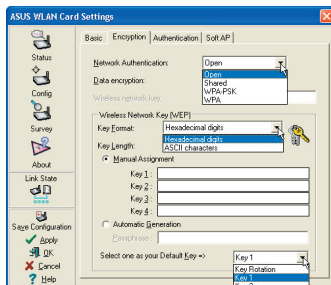 ASUS WLAN Card Settings
Status
Config
Survey
About
Link State
Save Configuration
Apply
OK
Cancel
Help
Basic Encryption Authentication Soft AP
Network Authentication: Open
Open
Shared
WPA-PSK
WPA
Data encryption:
Wireless network key
Wireless Network Key (WEP)
Key Format: Hexadecimal digits
Hexadecimal digits
ASCII characters
Key Length:
Manual Assignment
Key 1:
Key 2:
Key 3:
Key 4:
Automatic Generation
Passphrase:
Select one as your Default Key => Key 1
Key Rotation
Key 1